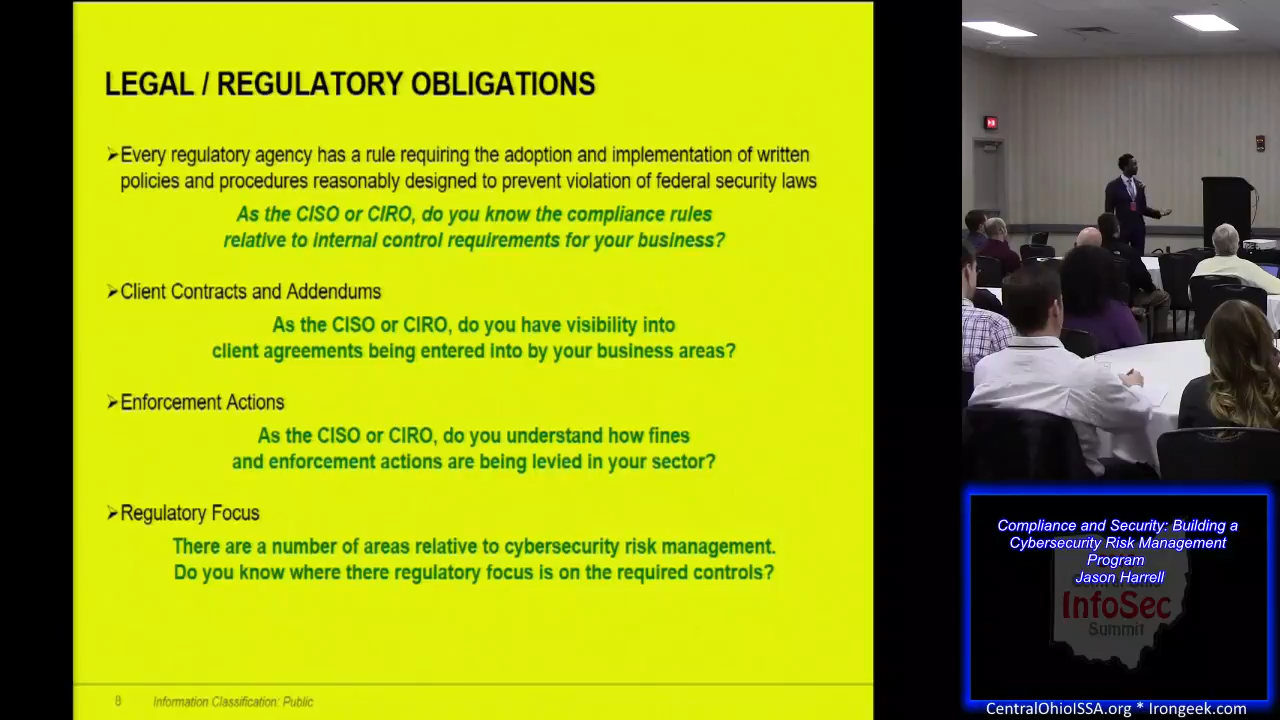 LEGAL / REGULATORY OBLIGATIONS
➢Every regulatory agency has a rule requiring the adoption and implementation of written
policies and procedures reasonably designed to prevent violation of federal security laws
As the CISO or CIRO, do you know the compliance rules
relative to internal control requirements for your business?
➢Client Contracts and Addendums
As the CISO or CIRO, do you have visibility into
client agreements being entered into by your business areas?
➢Enforcement Actions
As the CISO or CIRO, do you understand how fines
and enforcement actions are being levied in your sector?
➢Regulatory Focus
There are a number of areas relative to cybersecurity risk management.
Do you know where there regulatory focus is on the required controls?
8 Information Classification: Public
Compliance and Security: Building a
Cybersecurity Risk Management
Program
Jason Harrell
InfoSec
Summit
CentralOhioISSA.org * Irongeek.com